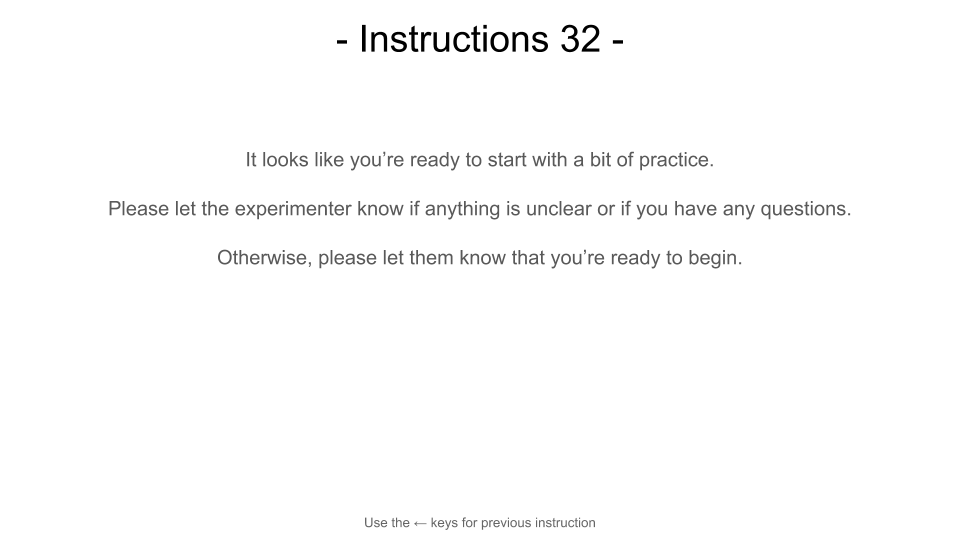 - Instructions 32 -
It looks like you’re ready to start with a bit of practice.
Please let the experimenter know if anything is unclear or if you have any questions.
Otherwise, please let them know that you’re ready to begin.
Use the ← keys for previous instruction